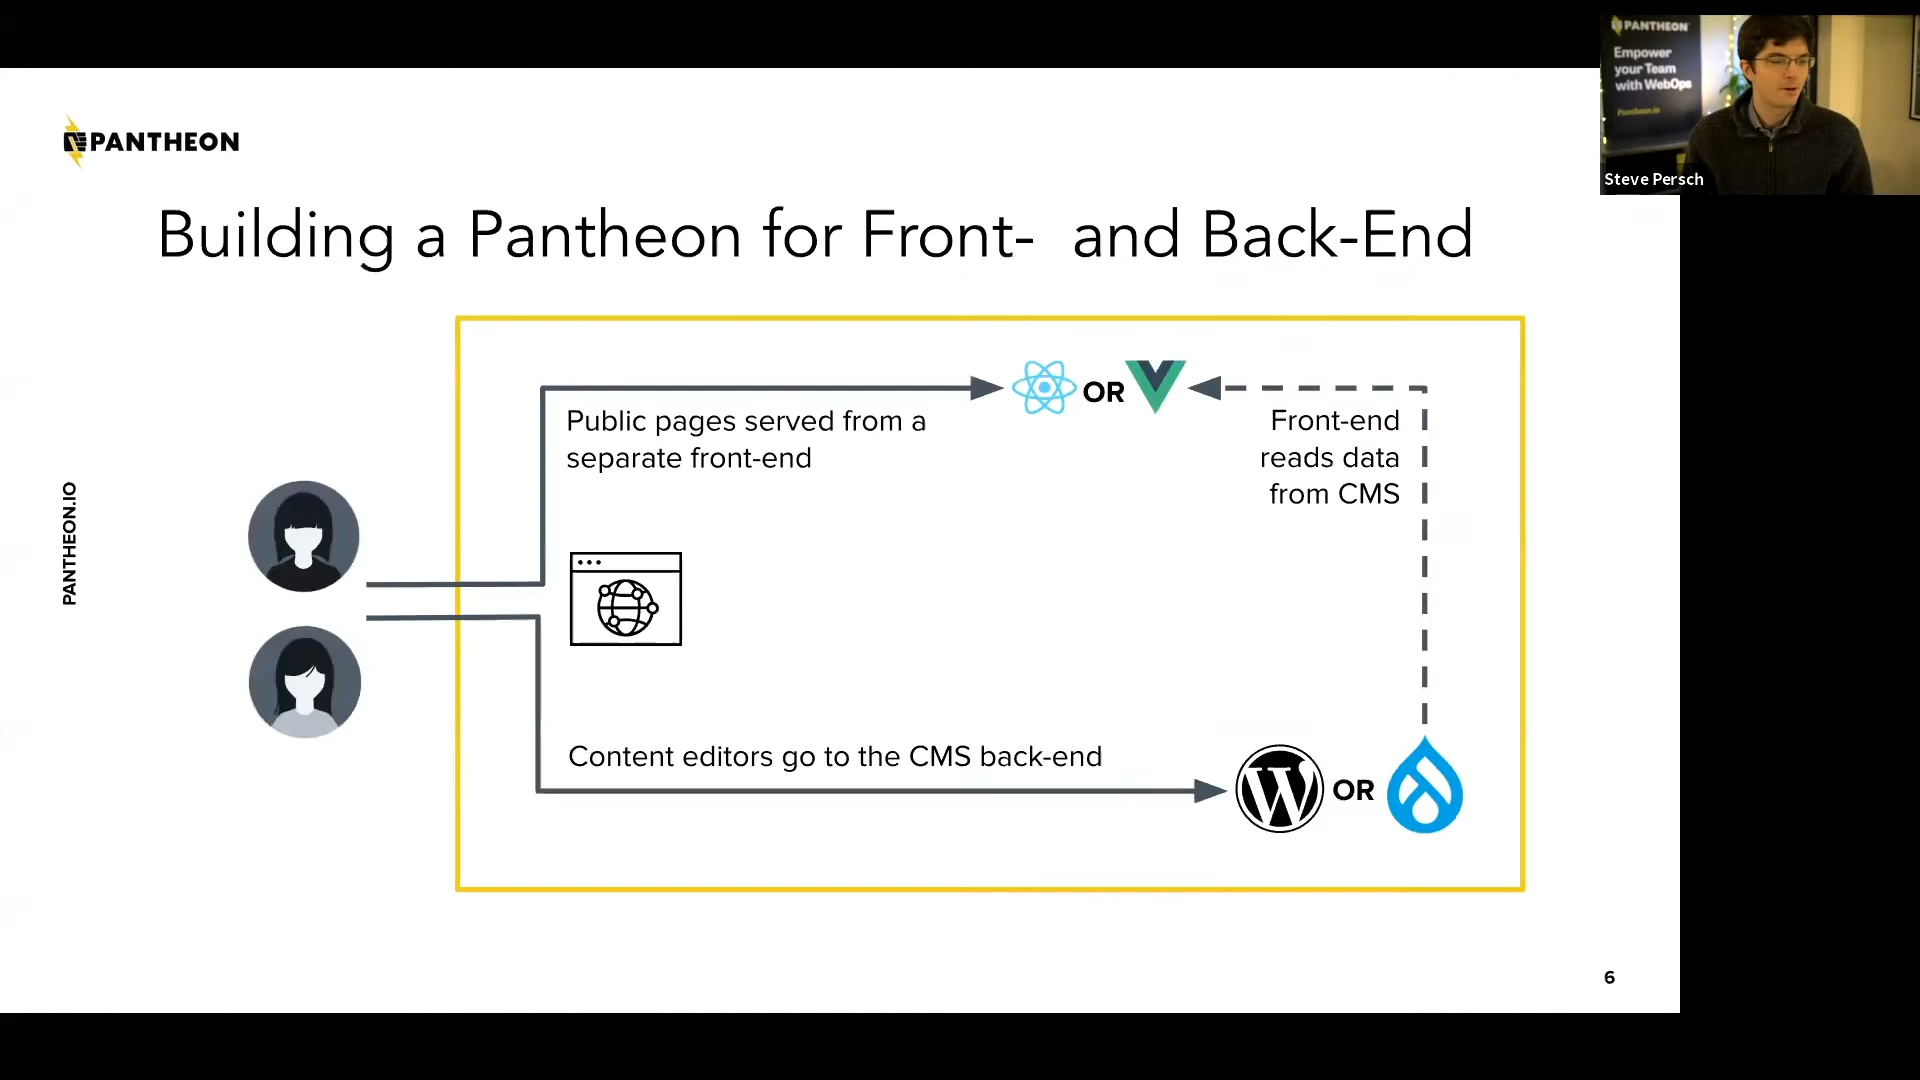 PANTHEON
Empower
your Team
with WebOps
Pantheon.io
Steve Persch
PANTHEON
Building a Pantheon for Front-  and Back-End
OR
Public pages served from a
separate front-end
Front-end
reads data
from CMS
PANTHEON.IO
Content editors go to the CMS back-end
OR
6